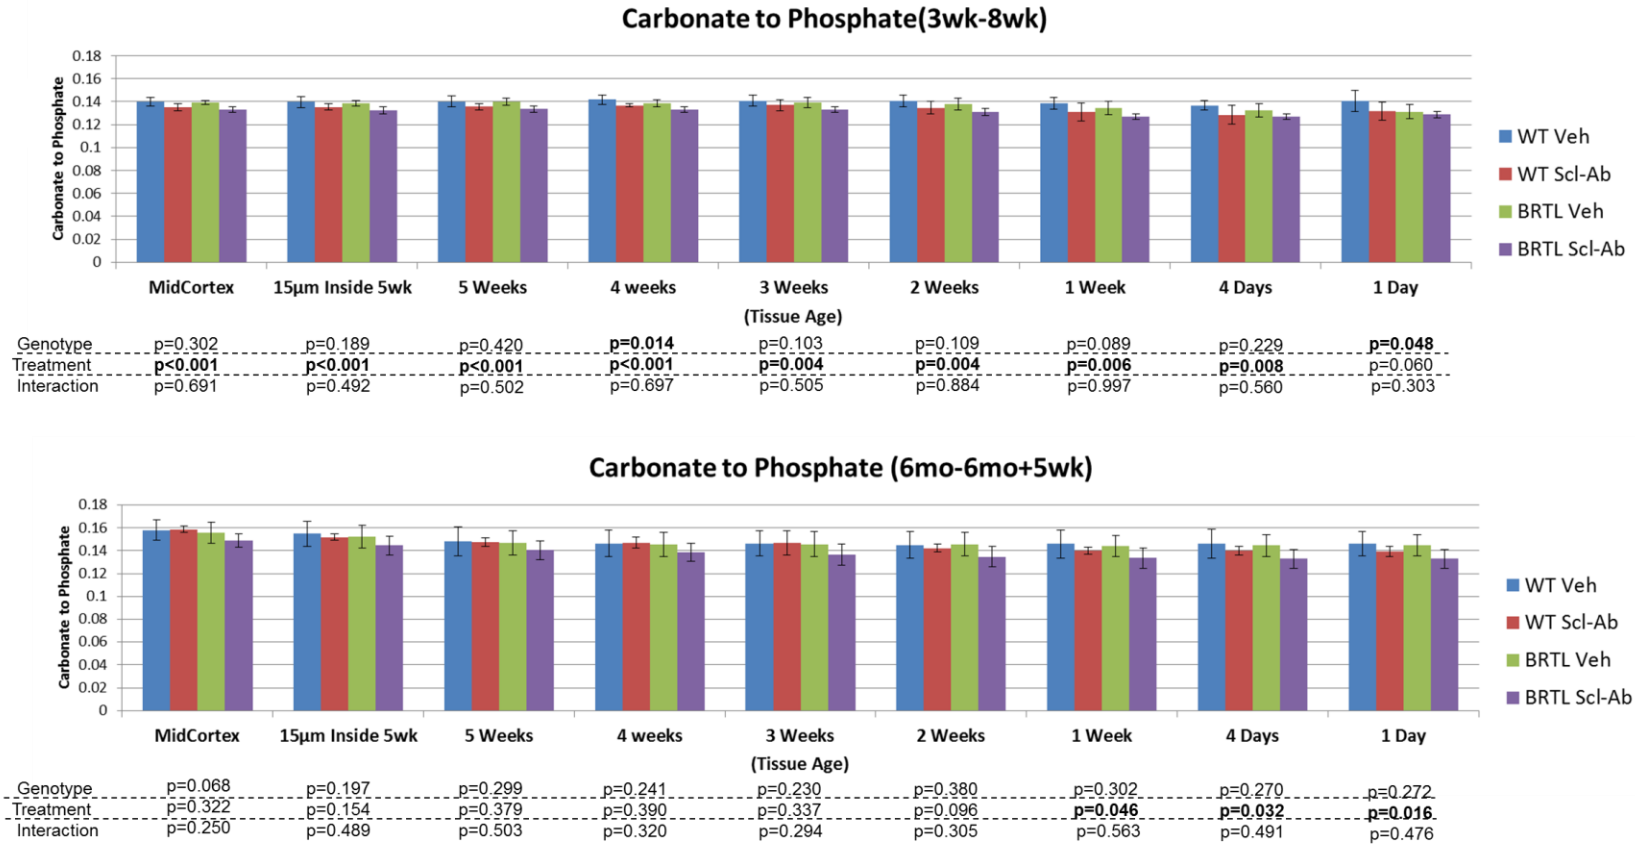 Carbonate to Phosphate(3wk-8wk)
Carbonate to Phosphate
0.18
0.16
0.14
0.12
0.1
0.08
0.06
0.04
0.02
0
MidCortex 15µm Inside 5wk 5 Weeks 4 weeks 3 Weeks 2 Weeks 1 Week 4 Days 1 Day
(Tissue Age)
WT Veh
WT Scl-Ab
BRTL Veh
BRTL Scl-Ab
Genotype p=0.302 p=0.189 p=0.420 p=0.014 p=0.103 p=0.109 p=0.089 p=0.229 p=0.048
Treatment p<0.001 p<0.001 p<0.001 p<0.001 p=0.004 p=0.004 p=0.006 p=0.008 p=0.060
Interaction p=0.691 p=0.492 p=0.502 p=0.697 p=0.505 p=0.884 p=0.997 p=0.560 p=0.303
Carbonate to Phosphate (6mo-6mo+5wk)
Carbonate to Phosphate
0.18
0.16
0.14
0.12
0.1
0.08
0.06
0.04
0.02
0
MidCortex 15µm Inside 5wk 5 Weeks 4 weeks 3 Weeks 2 Weeks 1 Week 4 Days 1 Day
(Tissue Age)
WT Veh
WT Scl-Ab
BRTL Veh
BRTL Scl-Ab
Genotype p=0.068 p=0.197 p=0.299 p=0.241 p=0.230 p=0.380 p=0.302 p=0.270 p=0.272
Treatment p=0.322 p=0.154 p=0.379 p=0.390 p=0.337 p=0.096 p=0.046 p=0.032 p=0.016
Interaction p=0.250 p=0.489 p=0.503 p=0.320 p=0.294 p=0.305 p=0.563 p=0.491 p=0.476